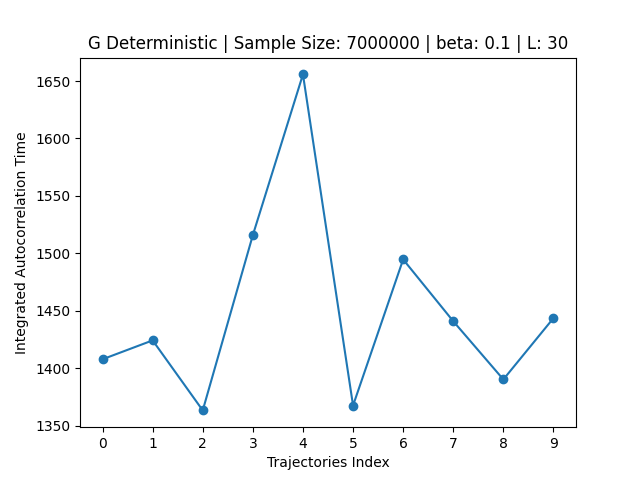 G Deterministic | Sample Size: 7000000 | beta: 0.1 | L: 30
Integrated Autocorrelation Time
1650
1600
1550
1500
1450
1400
1350
0 1 2 3 4 5 6 7 8 9
Trajectories Index